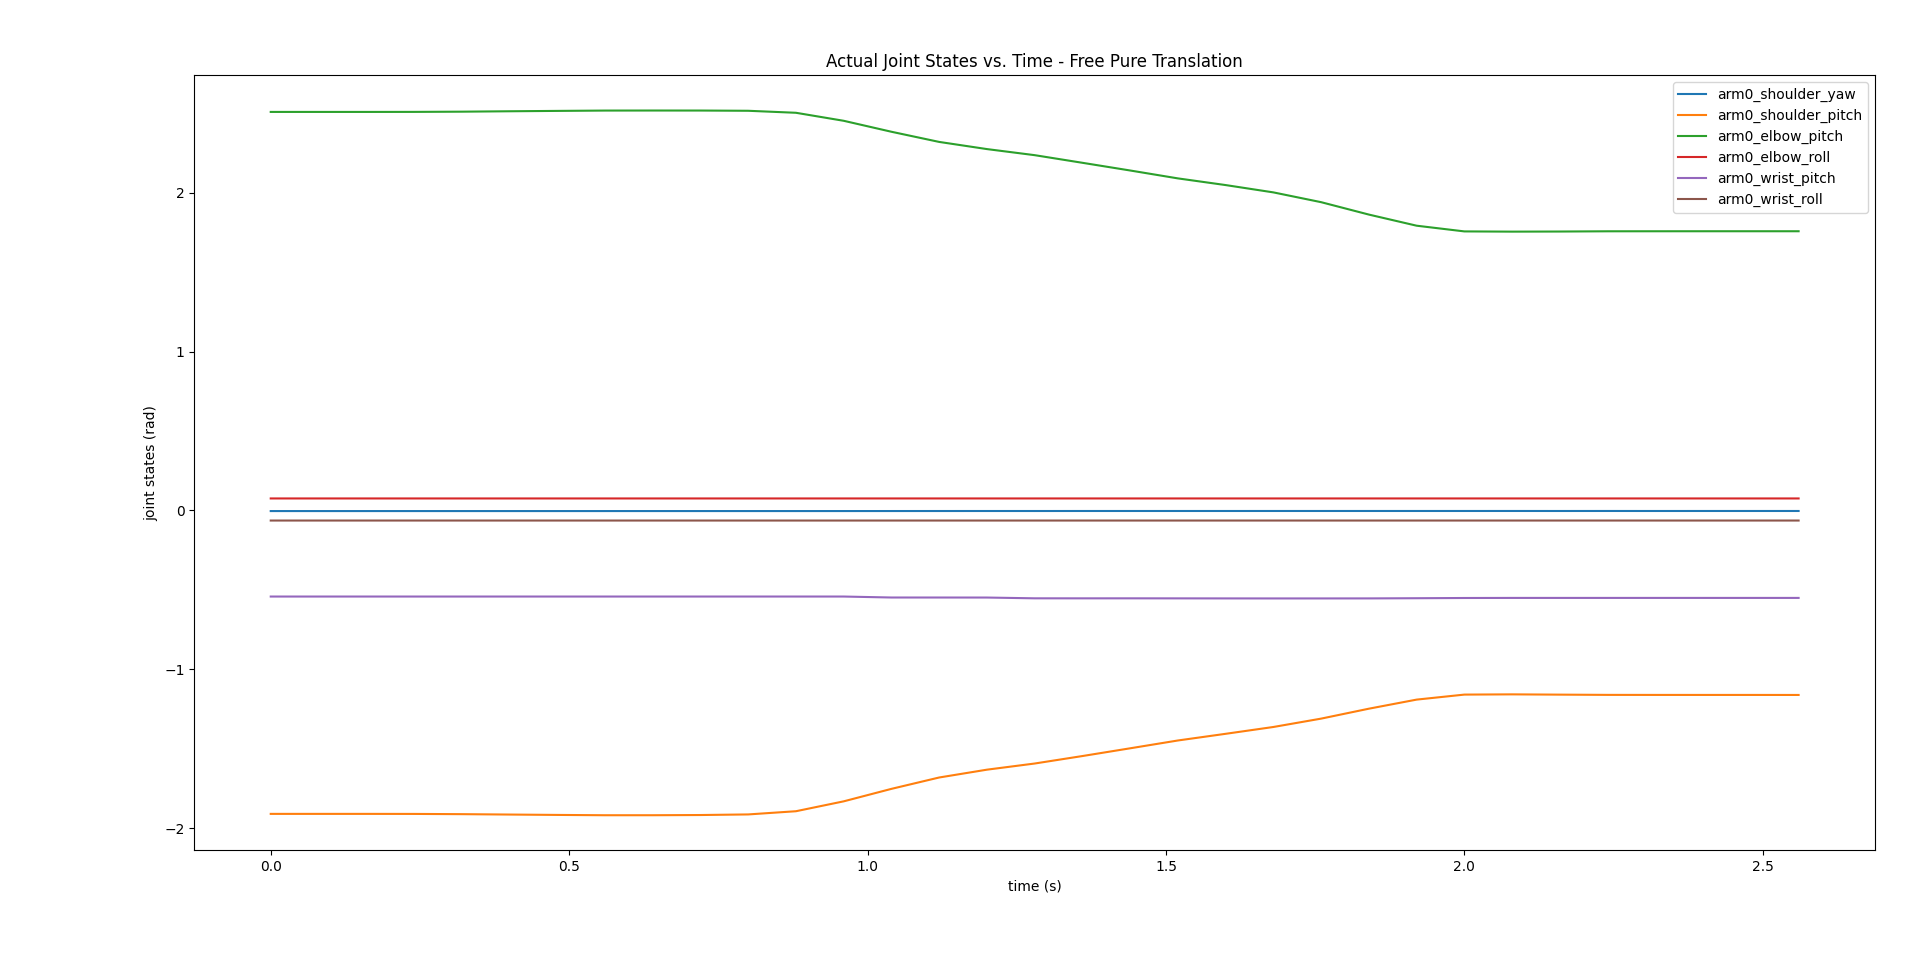 Actual Joint States vs. Time - Free Pure Translation
arm0_shoulder_yaw
arm0_shoulder_pitch
arm0_elbow_pitch
arm0_elbow_roll
arm0_wrist_pitch
arm0_wrist_roll
joint states (rad)
2
1
0
−1
−2
0.0 0.5 1.0 1.5 2.0 2.5
time (s)